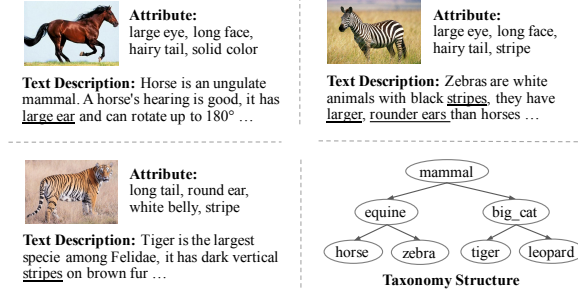 Attribute:
large eye, long face,
hairy tail, solid color
Text Description: Horse is an ungulate
mammal. A horse's hearing is good, it has
large ear and can rotate up to 180° ...
Attribute:
large eye, long face,
hairy tail, stripe
Text Description: Zebras are white
animals with black stripes, they have
larger, rounder ears than horses ...
Attribute:
long tail, round ear,
white belly, stripe
Text Description: Tiger is the largest
specie among Felidae, it has dark vertical
stripes on brown fur ...
mammal
equine big_cat
horse zebra tiger leopard
Taxonomy Structure